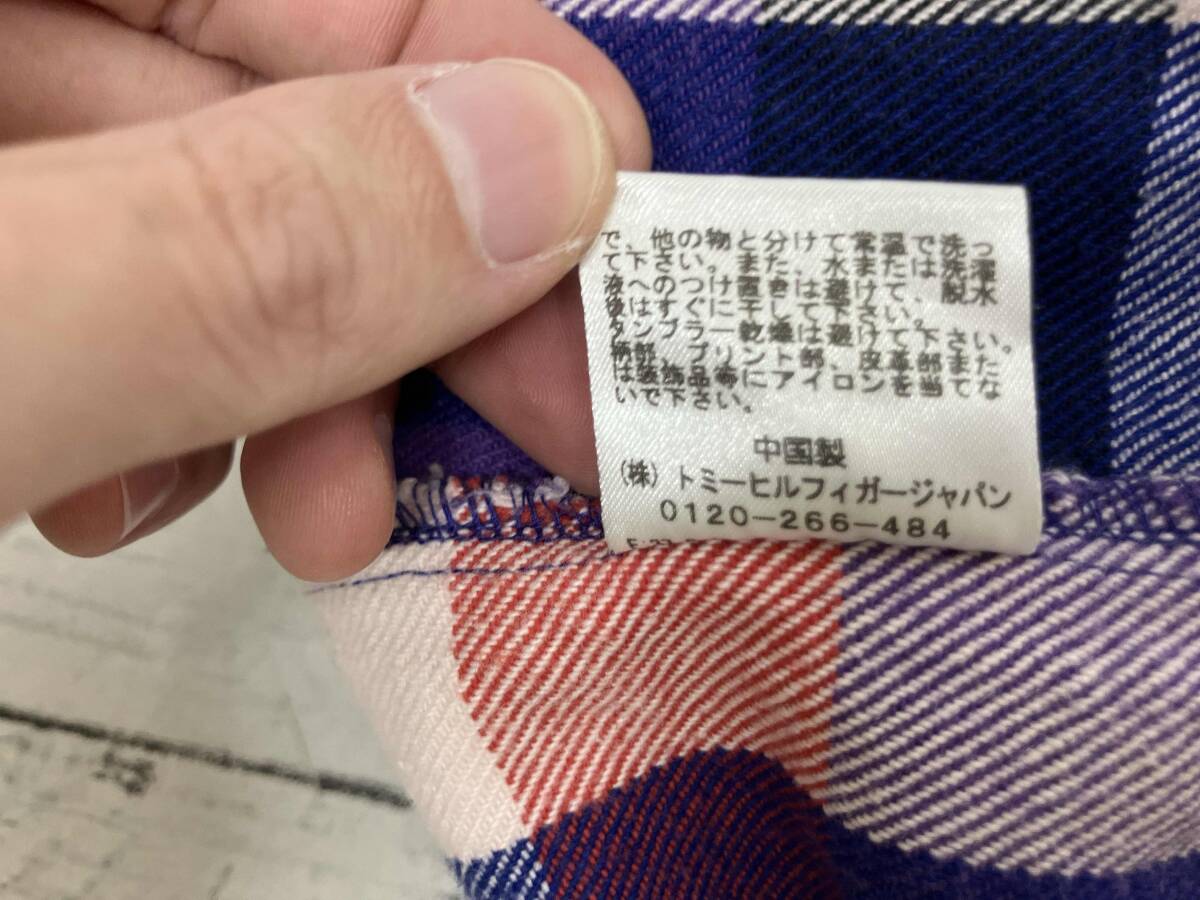 で、他の物と分けて常温で洗っ
て下さい。また、水または洗濯
液へのつけ置きは避けて、脱水
後はすぐに干して下さい。
タンブラー乾燥は避けて下さい。
柄部、プリント部、皮革部また
は装飾品等にアイロンを当てな
いで下さい。
中国製
(株) トミーヒルフィガージャパン
0120-266-484